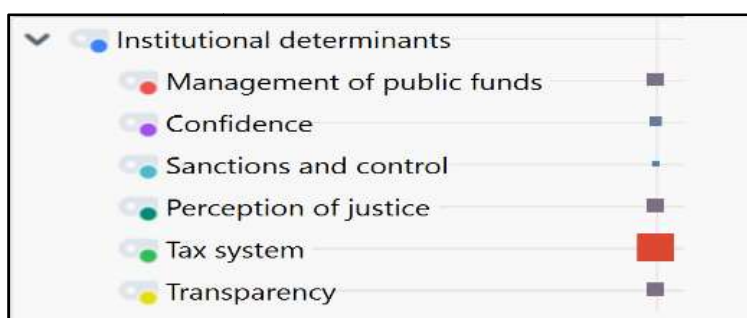 Institutional determinants
Management of public funds
Confidence
Sanctions and control
Perception of justice
Tax system
Transparency